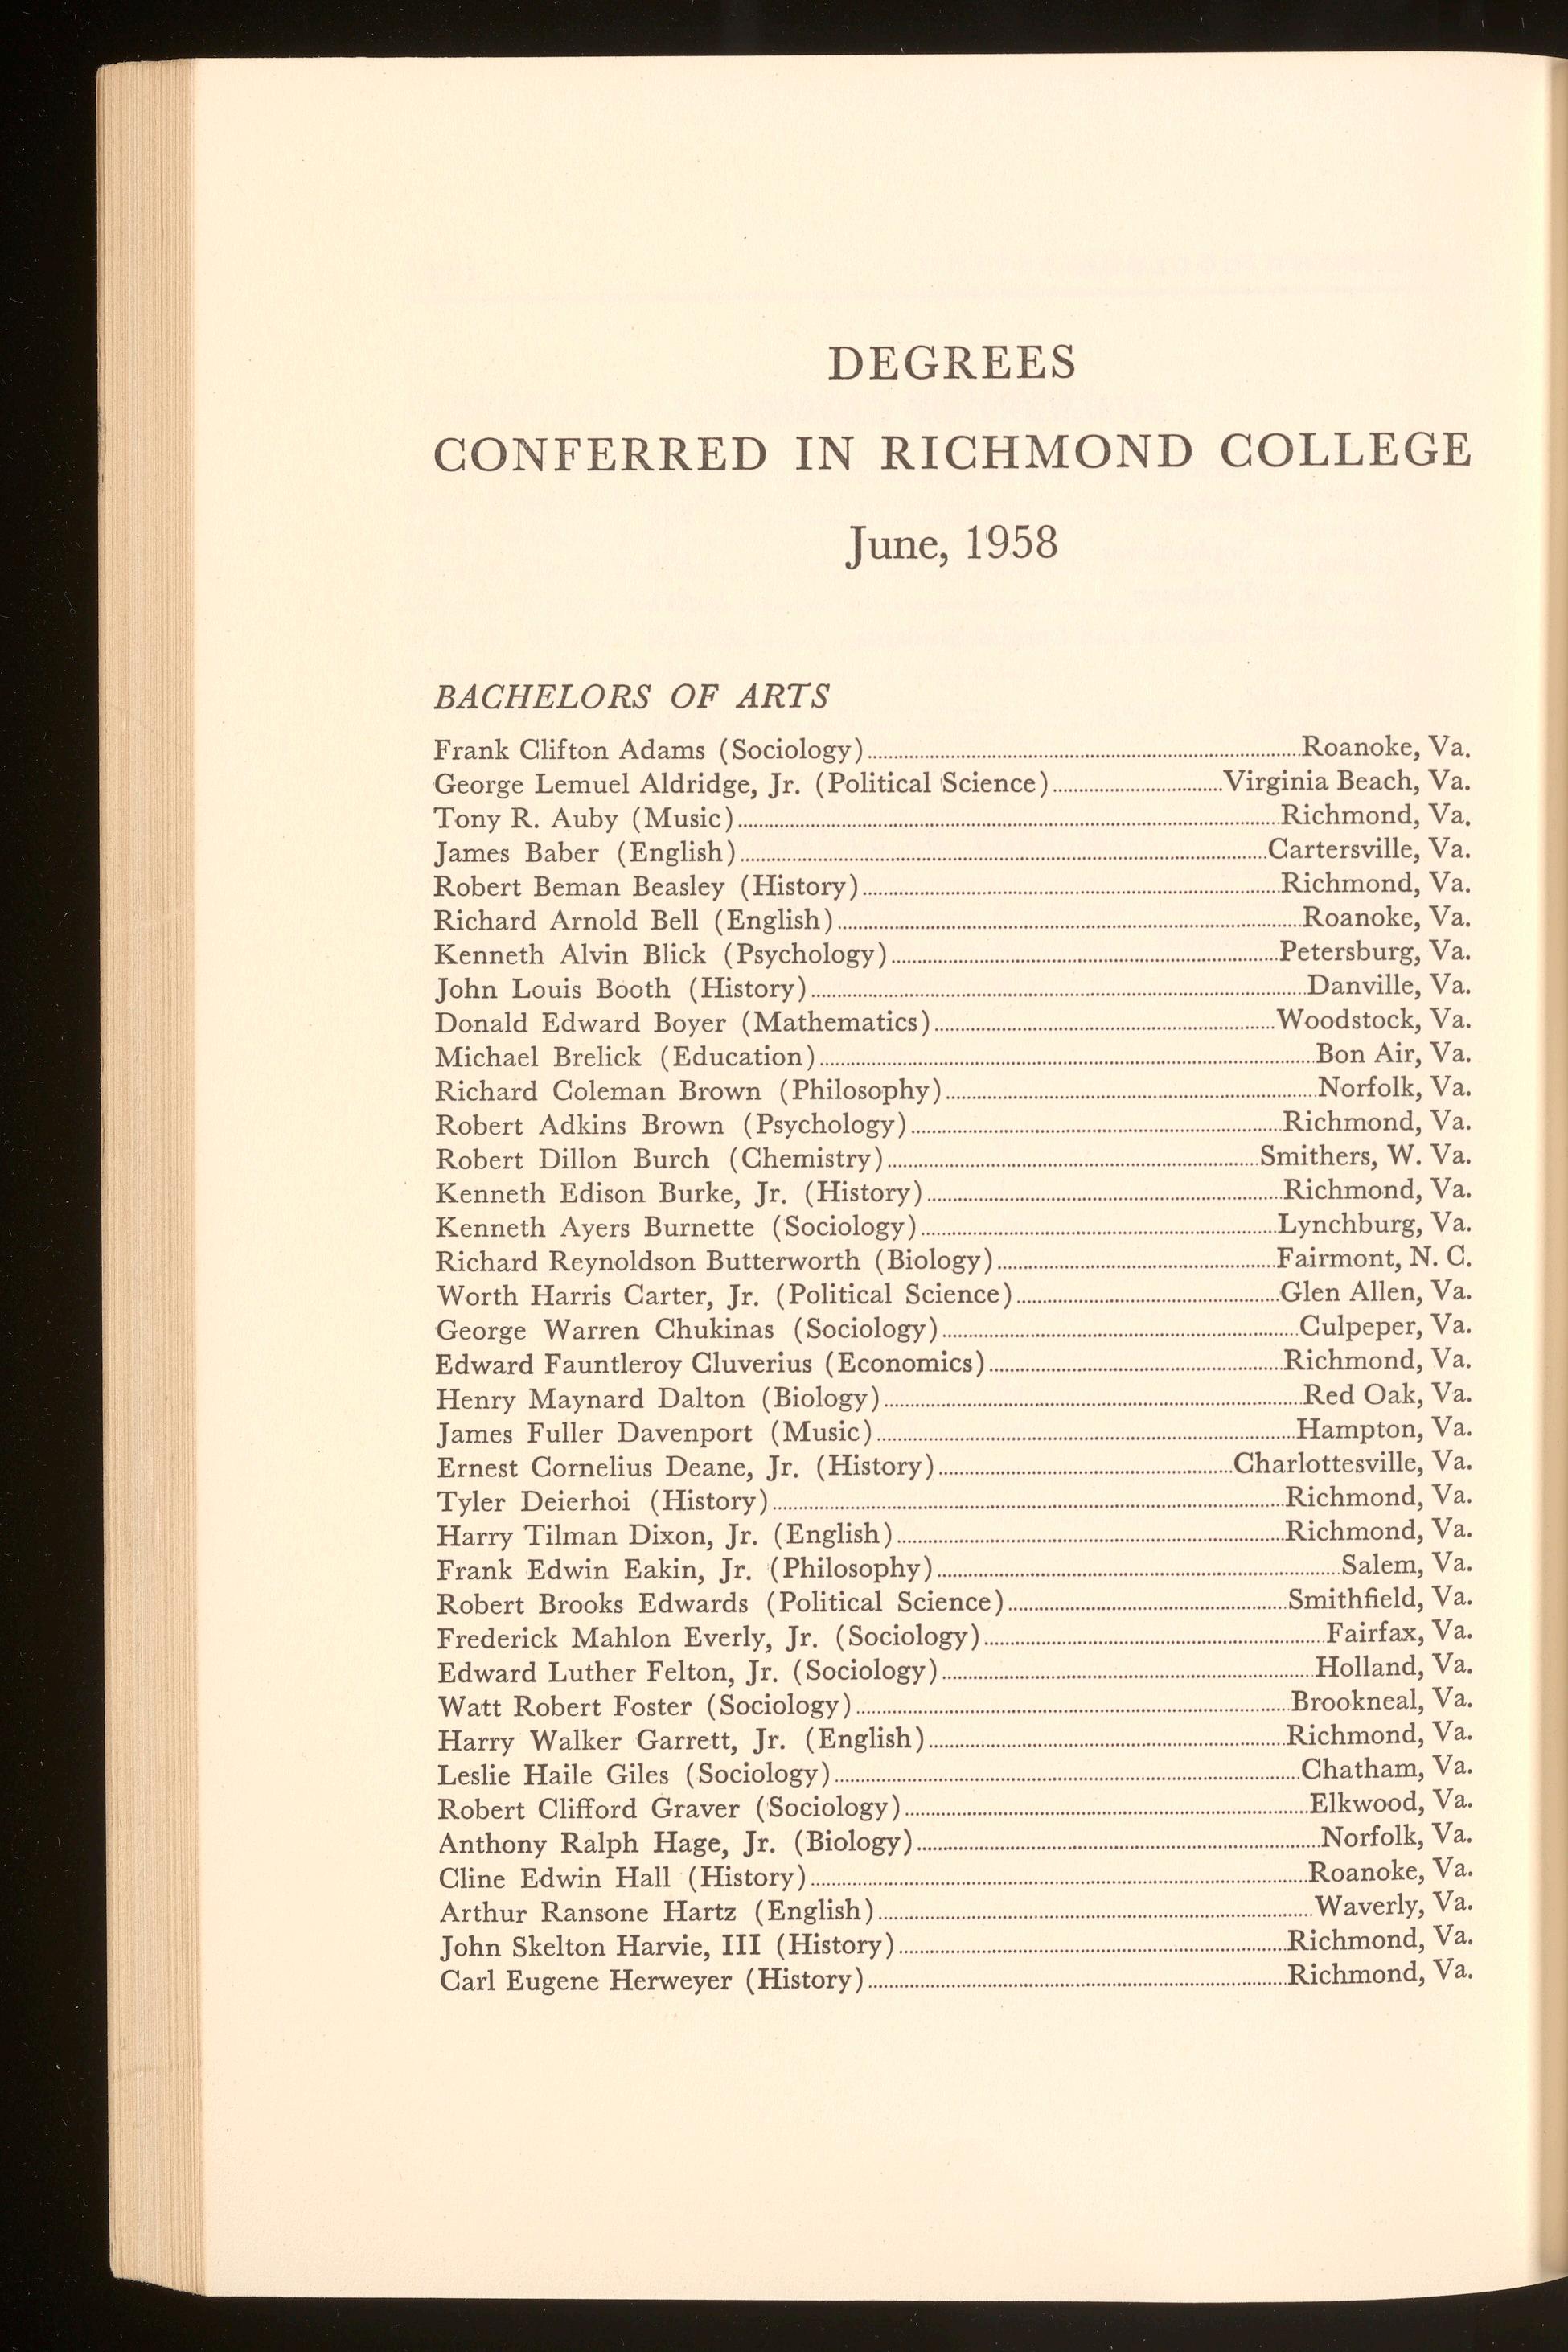 DEGREES
CONFERRED IN RICHMOND COLLEGE
June, 1958
BACHELORS OF ARTS
Frank Clifton Adams (Sociology)........Roanoke, Va.
George Lemuel Aldridge, Jr. (Political Science)........Virginia Beach, Va.
Tony R. Auby (Music)........Richmond, Va.
James Baber (English)........Cartersville, Va.
Robert Beman Beasley (History)........Richmond, Va.
Richard Arnold Bell (English)........Roanoke, Va.
Kenneth Alvin Blick (Psychology)........Petersburg, Va.
John Louis Booth (History)........Danville, Va.
Donald Edward Boyer (Mathematics)........Woodstock, Va.
Michael Brelick (Education)........Bon Air, Va.
Richard Coleman Brown (Philosophy)........Norfolk, Va.
Robert Adkins Brown (Psychology)........Richmond, Va.
Robert Dillon Burch (Chemistry)........Smithers, W. Va.
Kenneth Edison Burke, Jr. (History)........Richmond, Va.
Kenneth Ayers Burnette (Sociology)........Lynchburg, Va.
Richard Reynoldson Butterworth (Biology)........Fairmont, N. C.
Worth Harris Carter, Jr. (Political Science)........Glen Allen, Va.
George Warren Chukinas (Sociology)........Culpeper, Va.
Edward Fauntleroy Cluverius (Economics)........Richmond, Va.
Henry Maynard Dalton (Biology)........Red Oak, Va.
James Fuller Davenport (Music)........Hampton, Va.
Ernest Cornelius Deane, Jr. (History)........Charlottesville, Va.
Tyler Deierhoi (History)........Richmond, Va.
Harry Tilman Dixon, Jr. (English)........Richmond, Va.
Frank Edwin Eakin, Jr. (Philosophy)........Salem, Va.
Robert Brooks Edwards (Political Science)........Smithfield, Va.
Frederick Mahlon Everly, Jr. (Sociology)........Fairfax, Va.
Edward Luther Felton, Jr. (Sociology)........Holland, Va.
Watt Robert Foster (Sociology)........Brookneal, Va.
Harry Walker Garrett, Jr. (English)........Richmond, Va.
Leslie Haile Giles (Sociology)........Chatham, Va.
Robert Clifford Graver (Sociology)........Elkwood, Va.
Anthony Ralph Hage, Jr. (Biology)........Norfolk, Va.
Cline Edwin Hall (History)........Roanoke, Va.
Arthur Ransone Hartz (English)........Waverly, Va.
John Skelton Harvie, III (History)........Richmond, Va.
Carl Eugene Herweyer (History)........Richmond, Va.